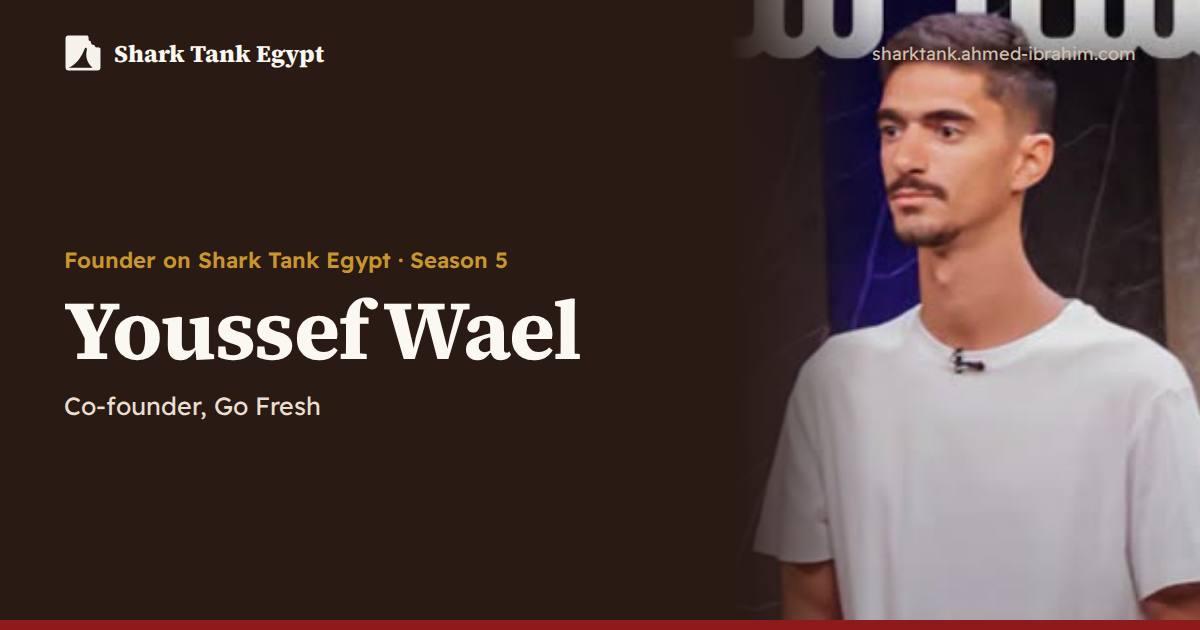 Shark Tank Egypt
sharktank.ahmed-ibrahim.com
Founder on Shark Tank Egypt · Season 5
Youssef Wael
Co-founder, Go Fresh